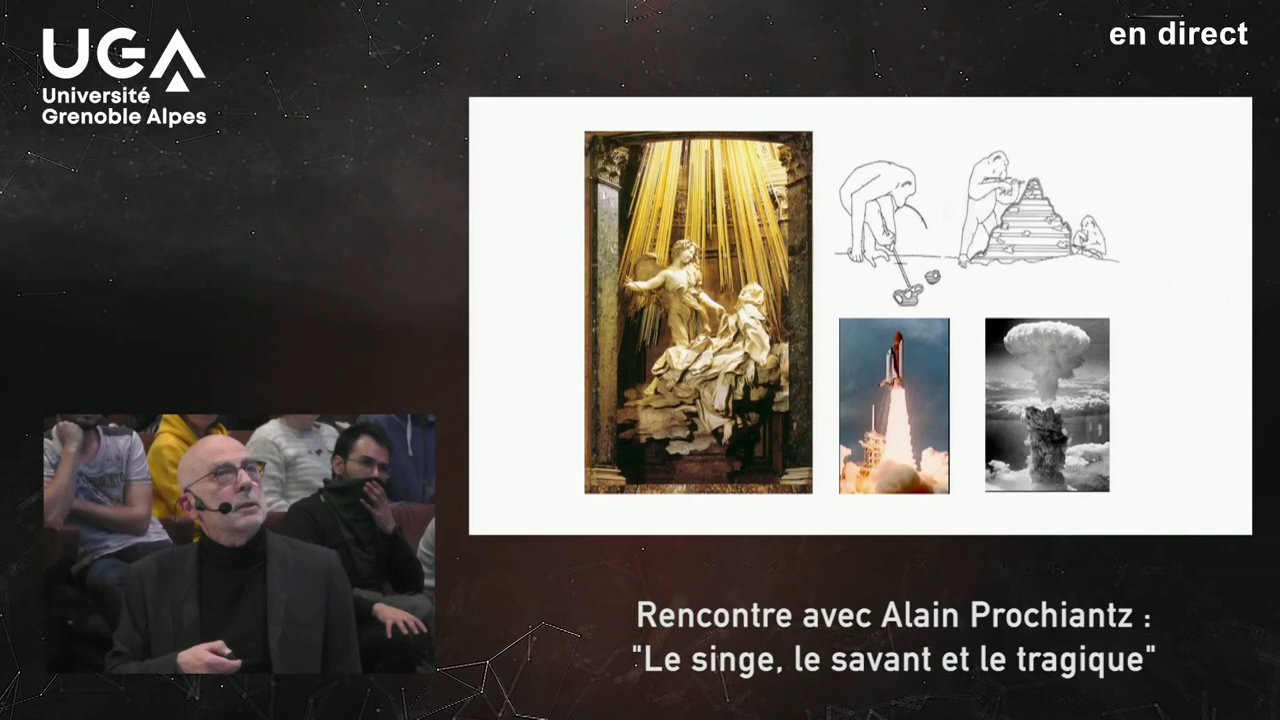 UGA
Université
Grenoble Alpes
en direct
Rencontre avec Alain Prochiantz :
"Le singe, le savant et le tragique"